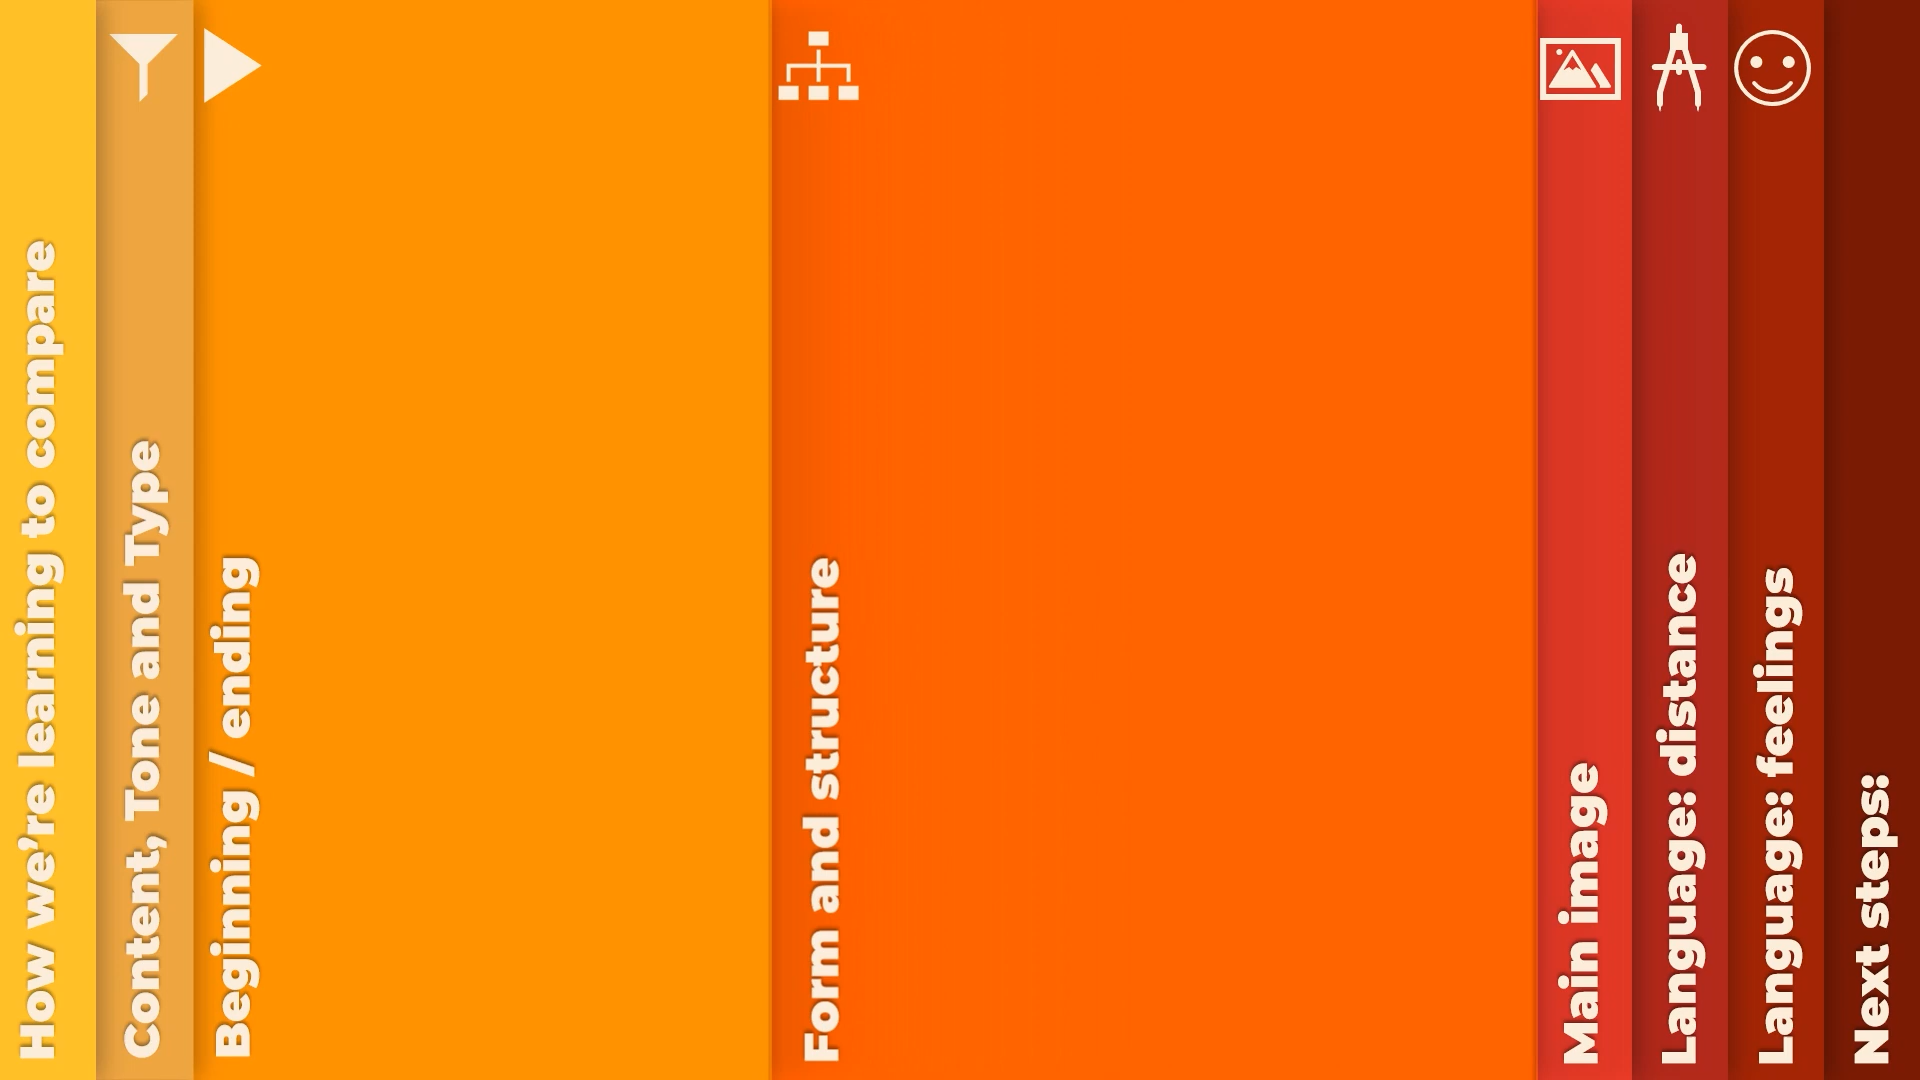 How we're learning to compare
Content, Tone and Type
Beginning / ending
Form and structure
Main image
Language: distance
Language: feelings
Next steps: